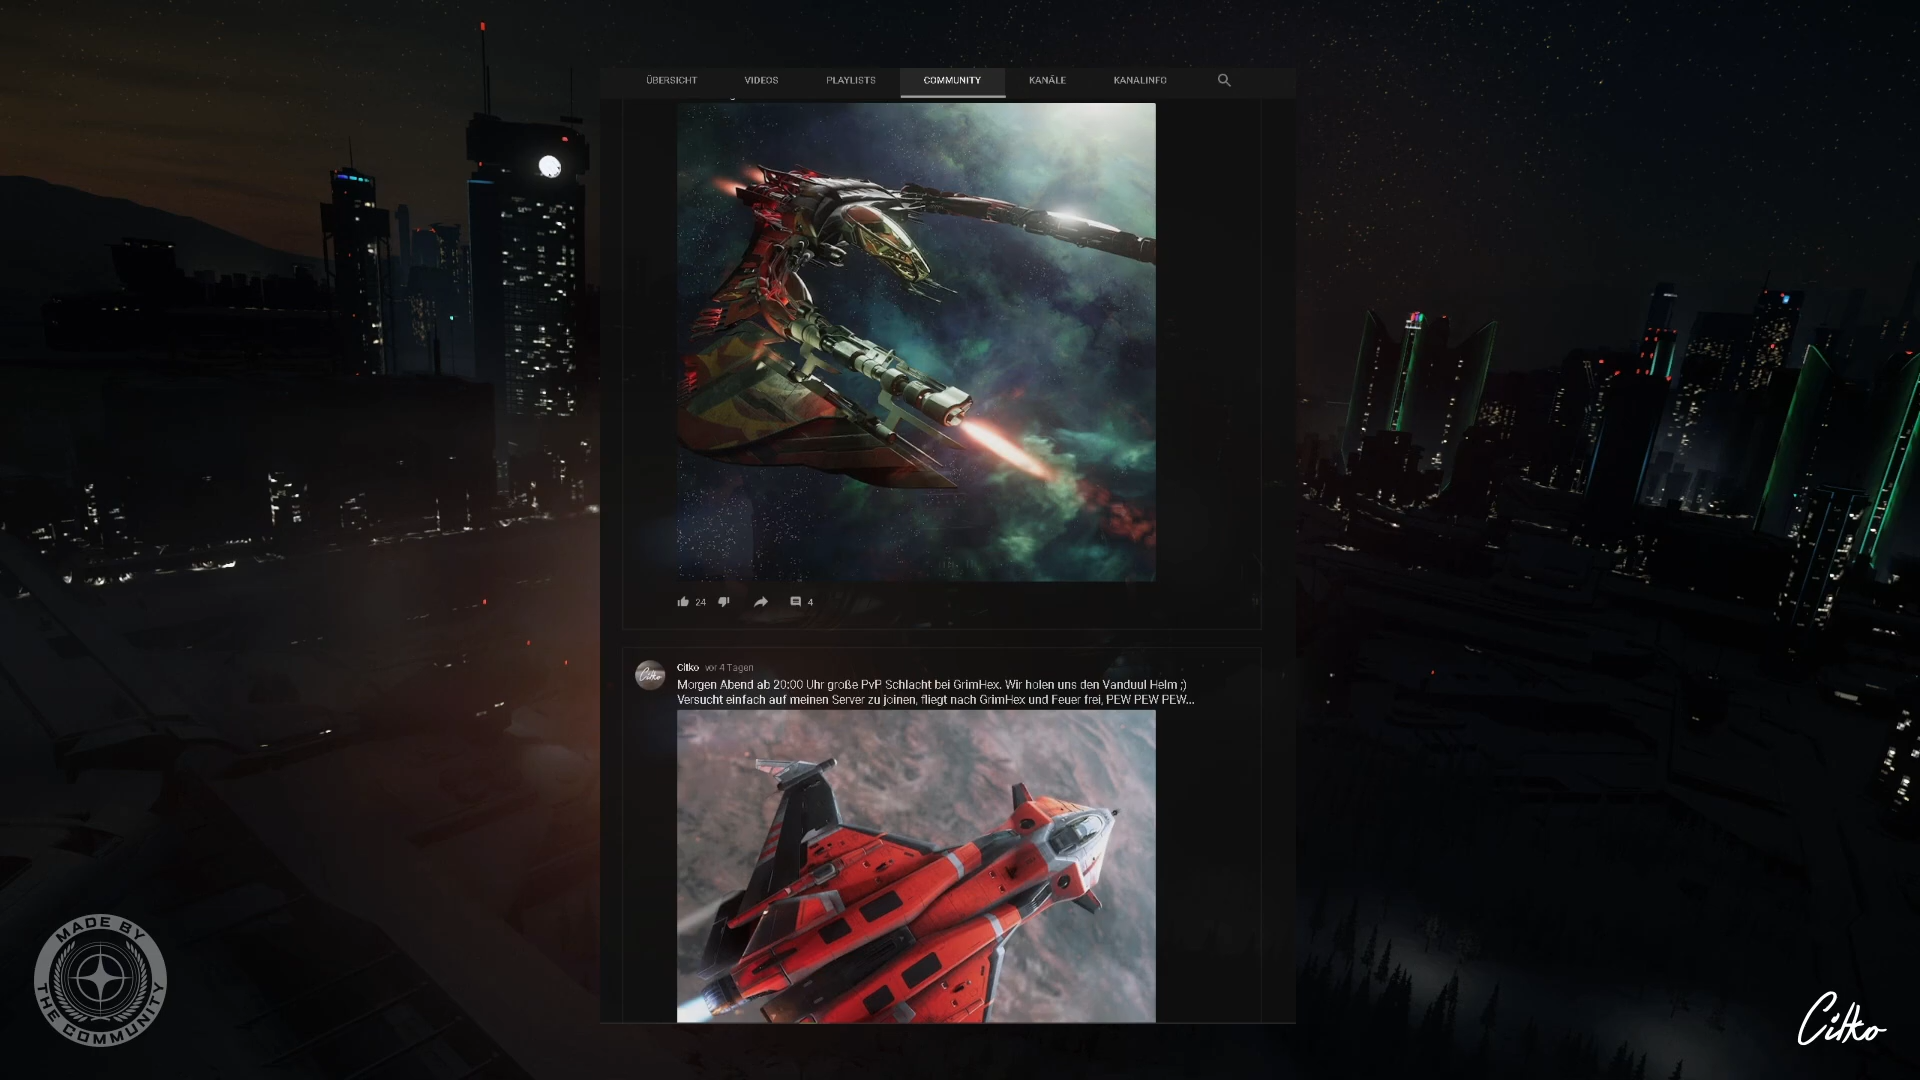 ÜBERSICHT VIDEOS PLAYLISTS COMMUNITY KANÄLE KANALINFO
24 4
Citko vor 4 Tagen
Morgen Abend ab 20:00 Uhr große PvP Schlacht bei GrimHex. Wir holen uns den Vanduul Helm ;)
Versucht einfach auf meinen Server zu joinen, fliegt nach GrimHex und Feuer frei, PEW PEW PEW...
MADE BY
THE COMMUNITY
Citko